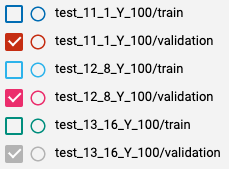 test_11_1_Y_100/train
test_11_1_Y_100/validation
test_12_8_Y_100/train
test_12_8_Y_100/validation
test_13_16_Y_100/train
test_13_16_Y_100/validation